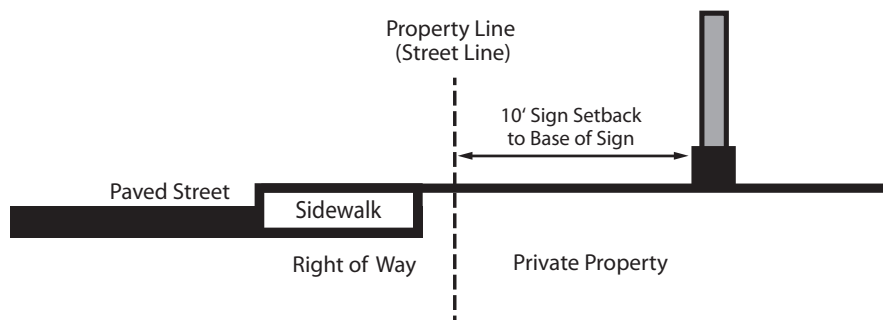 Property Line
(Street Line)
10‘ Sign Setback
to Base of Sign
Paved Street
Sidewalk
Right of Way
Private Property